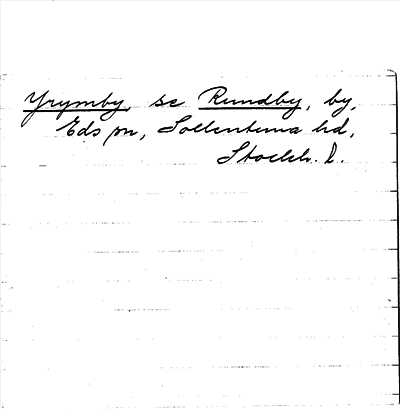 Yrymby, se Rundby, by,
Eds sn, Sollentuna hd,
Stockh. l.